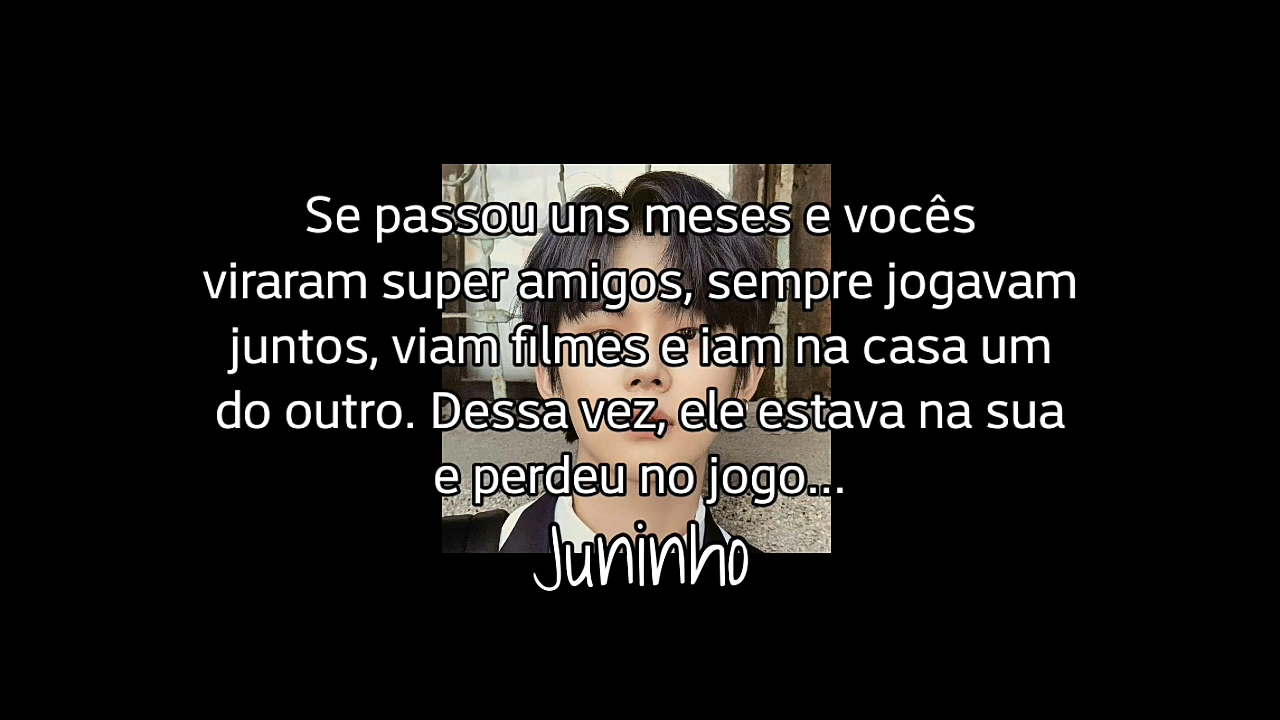 Se passou uns meses e vocês
viraram super amigos, sempre jogavam
juntos, viam filmes e iam na casa um
do outro. Dessa vez, ele estava na sua
e perdeu no jogo...
Juninho